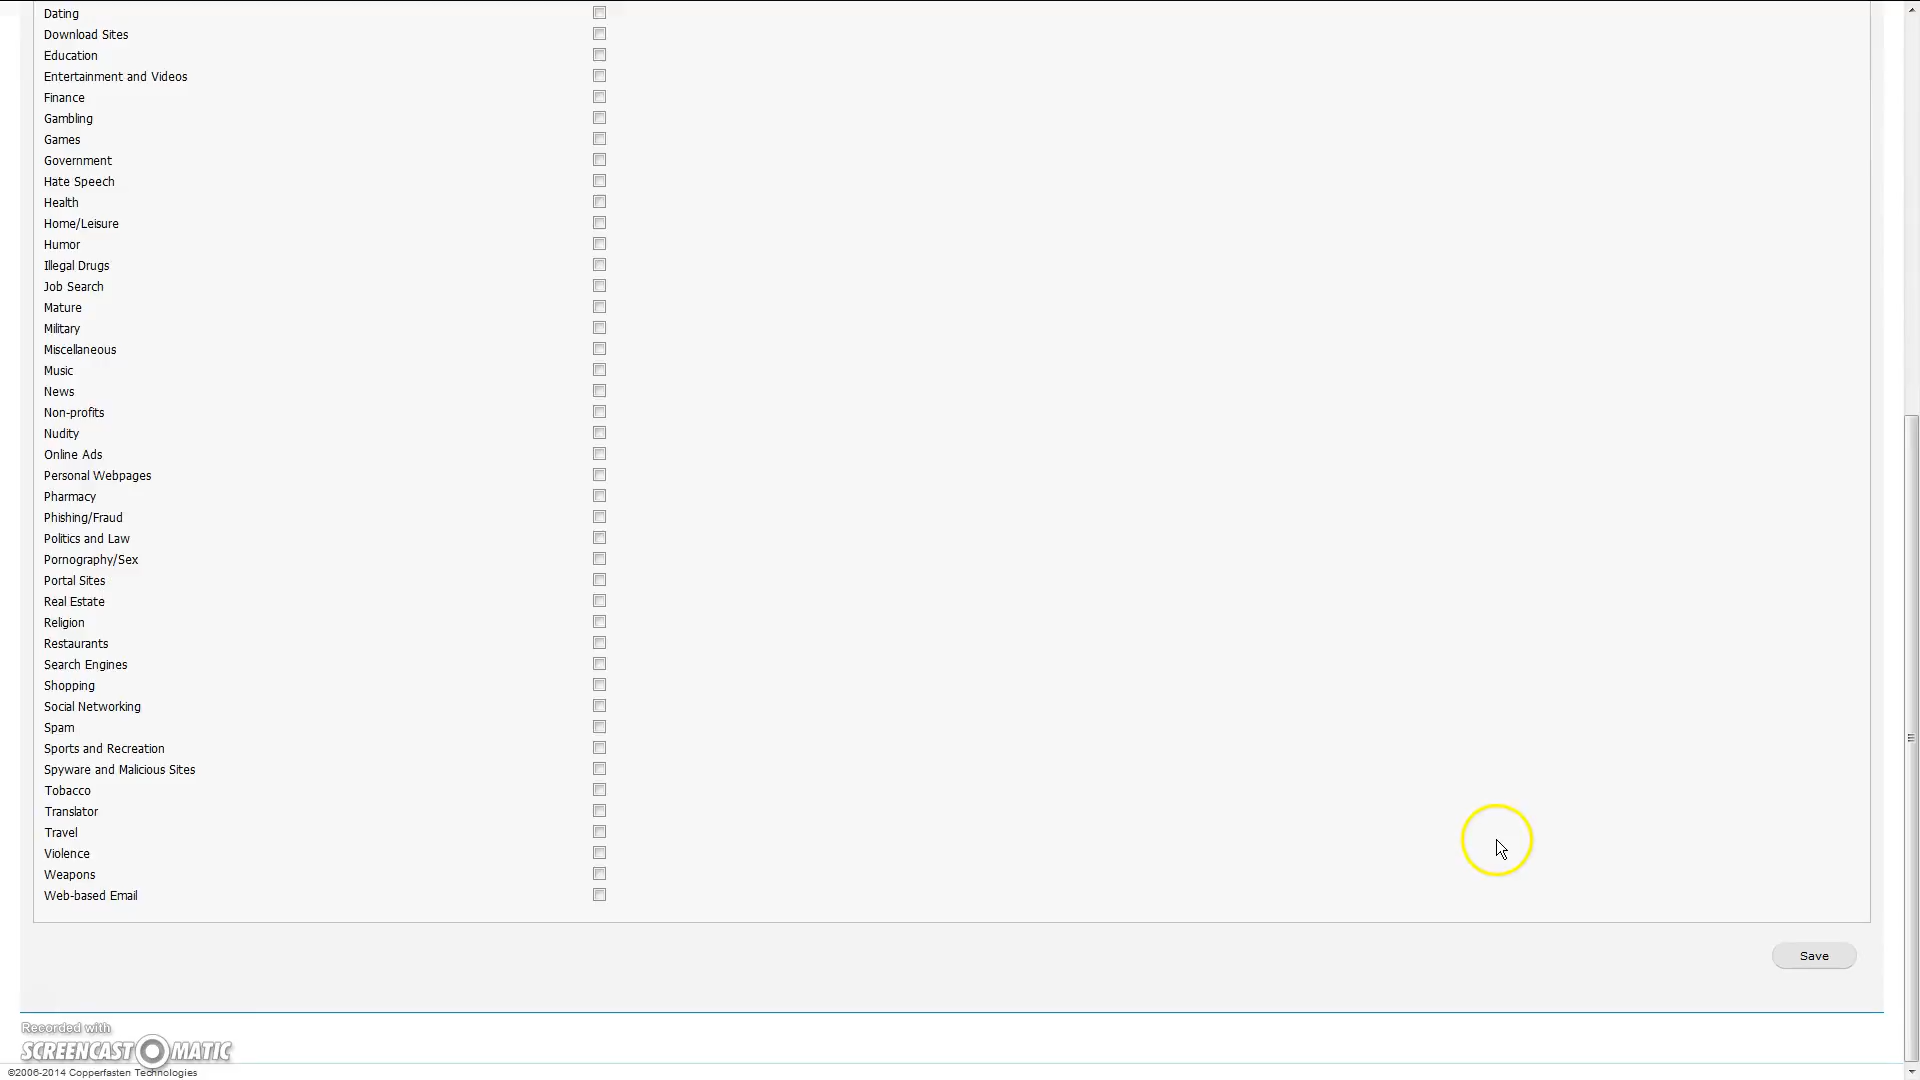 Dating
Download Sites
Education
Entertainment and Videos
Finance
Gambling
Games
Government
Hate Speech
Health
Home/Leisure
Humor
Illegal Drugs
Job Search
Mature
Military
Miscellaneous
Music
News
Non-profits
Nudity
Online Ads
Personal Webpages
Pharmacy
Phishing/Fraud
Politics and Law
Pornography/Sex
Portal Sites
Real Estate
Religion
Restaurants
Search Engines
Shopping
Social Networking
Spam
Sports and Recreation
Spyware and Malicious Sites
Tobacco
Translator
Travel
Violence
Weapons
Web-based Email
Save
Recorded with
SCREENCAST-O-MATIC
©2006-2014 Copperfasten Technologies